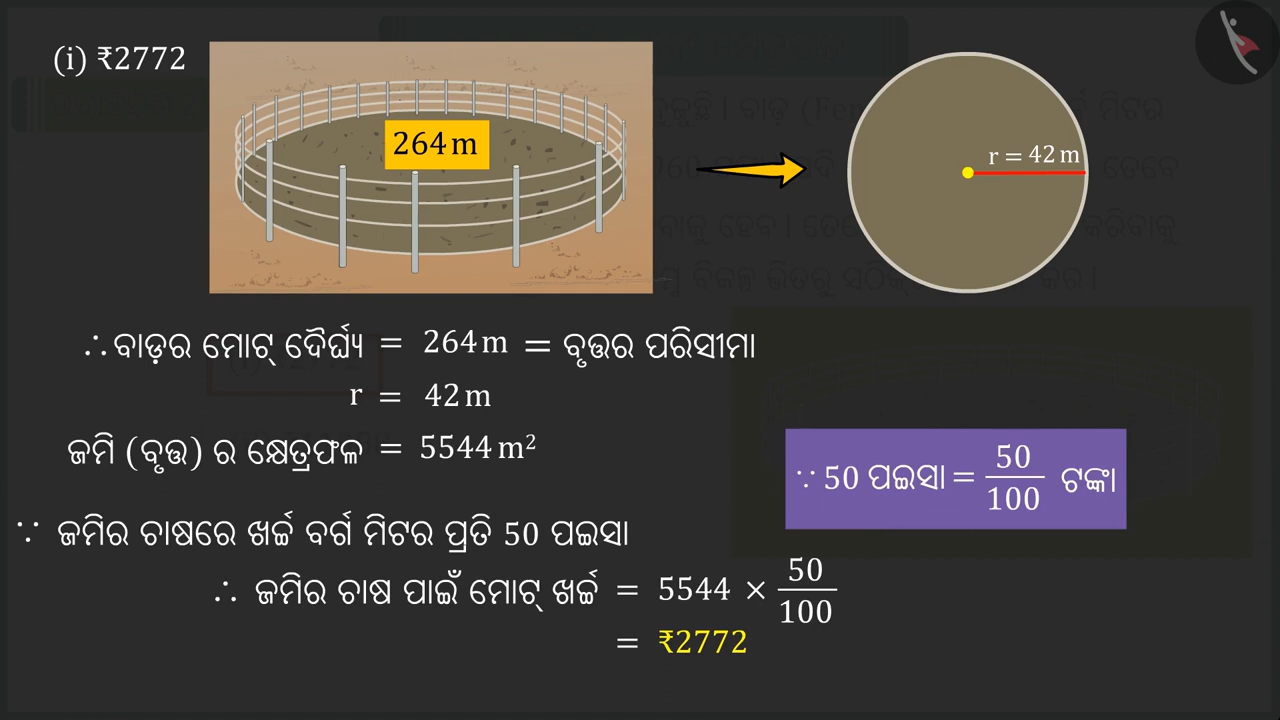 (i) ₹2772
264 m
r = 42 m
∴ ବାଡ଼ର ମୋଟ୍ ଦୈର୍ଘ୍ୟ = 264 m = ବୃତ୍ତର ପରିସୀମା
r = 42 m
ଜମି (ବୃତ୍ତ) ର କ୍ଷେତ୍ରଫଳ = 5544 m²
∵ 50 ପଇସା = 50/100 ଟଙ୍କା
∵ ଜମିର ଚାଷରେ ଖର୍ଚ୍ଚ ବର୍ଗ ମିଟର ପ୍ରତି 50 ପଇସା
∴ ଜମିର ଚାଷ ପାଇଁ ମୋଟ୍ ଖର୍ଚ୍ଚ = 5544 × 50/100
= ₹2772